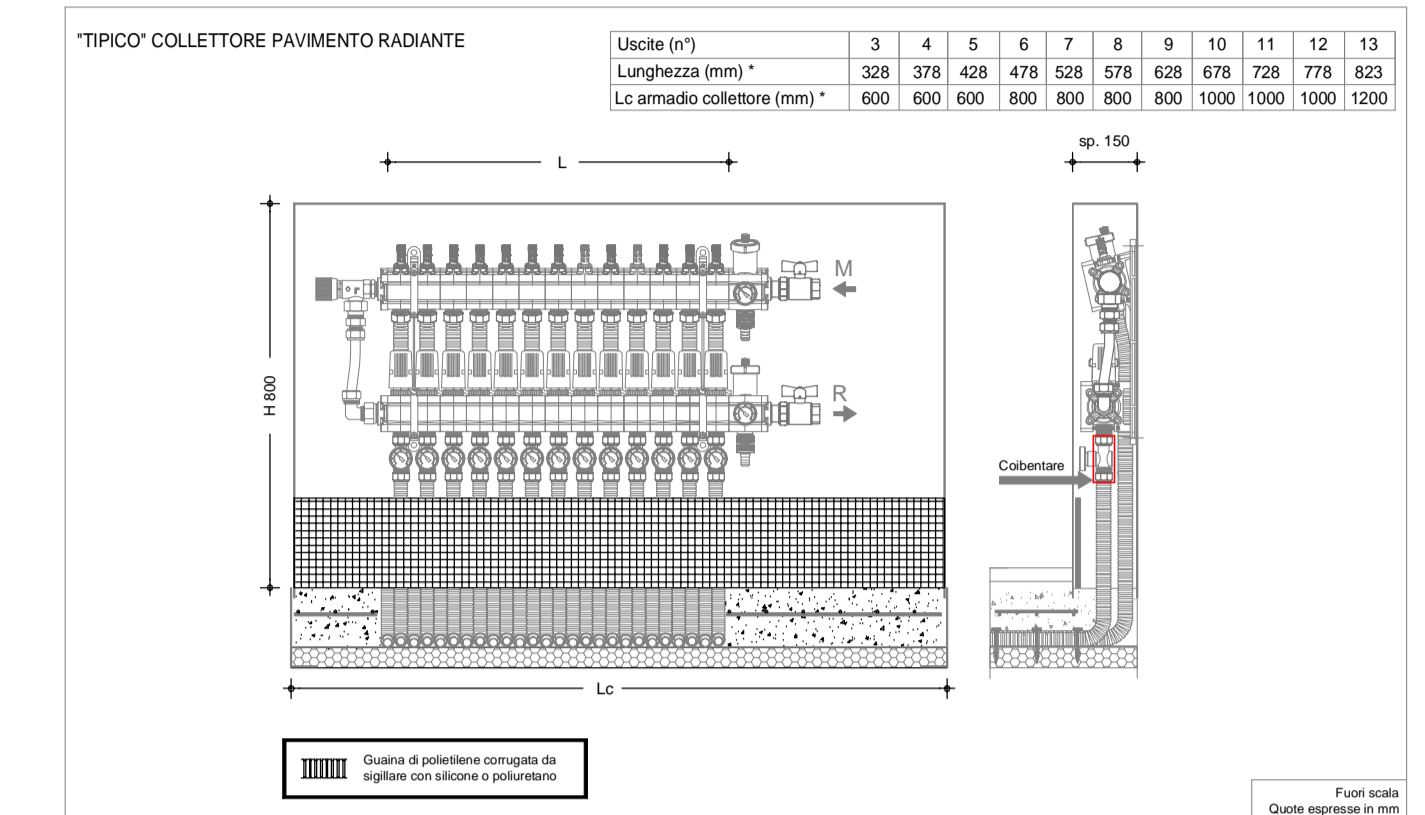 "TIPICO" COLLETTORE PAVIMENTO RADIANTE
Uscite (n°) 3 4 5 6 7 8 9 10 11 12 13
Lunghezza (mm) * 328 378 428 478 528 578 628 678 728 778 823
Lc armadio collettore (mm) * 600 600 600 800 800 800 800 1000 1000 1000 1200
sp. 150
L
M
H 800
R
Coibentare
Lc
Guaina di polietilene corrugata da
sigillare con silicone o poliuretano
Fuori scala
Quote espresse in mm